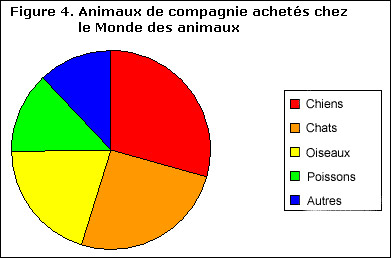 Figure 4. Animaux de compagnie achetés chez
le Monde des animaux
Chiens
Chats
Oiseaux
Poissons
Autres